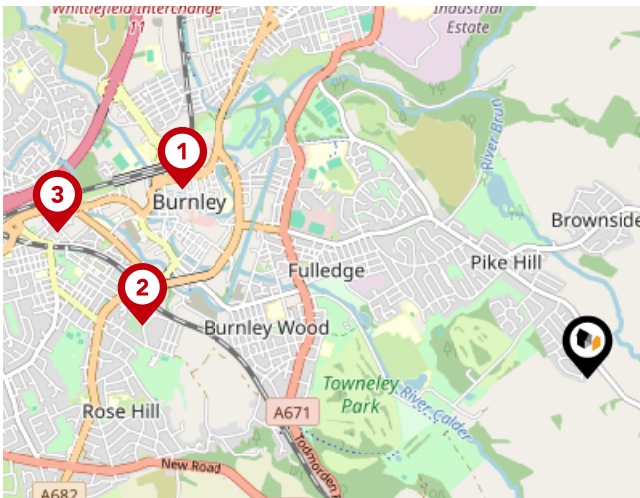 Whittlefield Interchange
11
Industrial
Estate
River Brun
1
3
Burnley
Brownside
Pike Hill
Fulledge
2
Burnley Wood
Towneley
Park
River Calder
Rose Hill
A671
Todmorden
New Road
A682